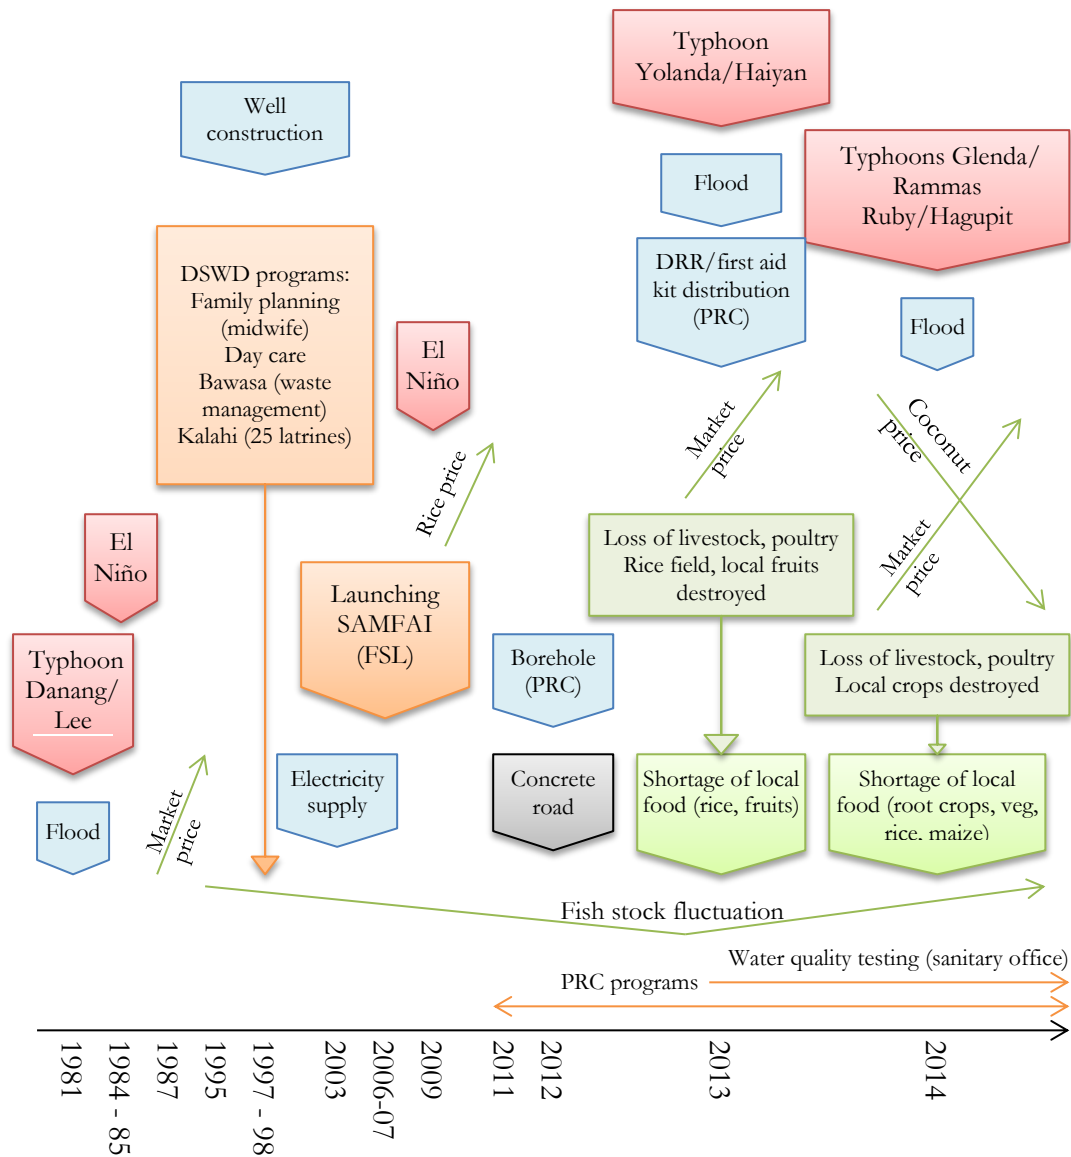 Typhoon
Yolanda/Haiyan
Well
construction
Typhoons Glenda/
Rammas
Ruby/Hagupit
Flood
DSWD programs:
Family planning
(midwife)
Day care
Bawasa (waste
management)
Kalahi (25 latrines)
DRR/first aid
kit distribution
(PRC)
Flood
El
Niño
Market
price
Coconut
price
Rice price
Market
price
El
Niño
Loss of livestock, poultry
Rice field, local fruits
destroyed
Launching
SAMFAI
(FSL)
Typhoon
Danang/
Lee
Borehole
(PRC)
Loss of livestock, poultry
Local crops destroyed
Flood
Market
price
Electricity
supply
Concrete
road
Shortage of local
food (rice, fruits)
Shortage of local
food (root crops, veg,
rice, maize)
Fish stock fluctuation
Water quality testing (sanitary office)
PRC programs
1981
1984 - 85
1987
1995
1997 - 98
2003
2006-07
2009
2011
2012
2013
2014